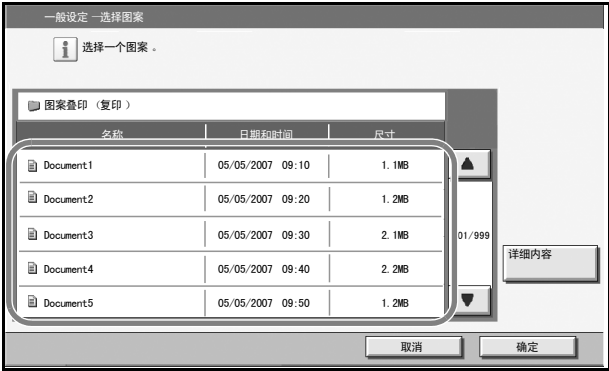 一般设定 －选择图案
选择一个图案 。
图案叠印 （复印 ）
名称 日期和时间 尺寸
Document1 05/05/2007 09:10 1.1MB
Document2 05/05/2007 09:20 1.2MB
Document3 05/05/2007 09:30 2.1MB
01/999
Document4 05/05/2007 09:40 2.2MB
详细内容
Document5 05/05/2007 09:50 1.2MB
取消 确定